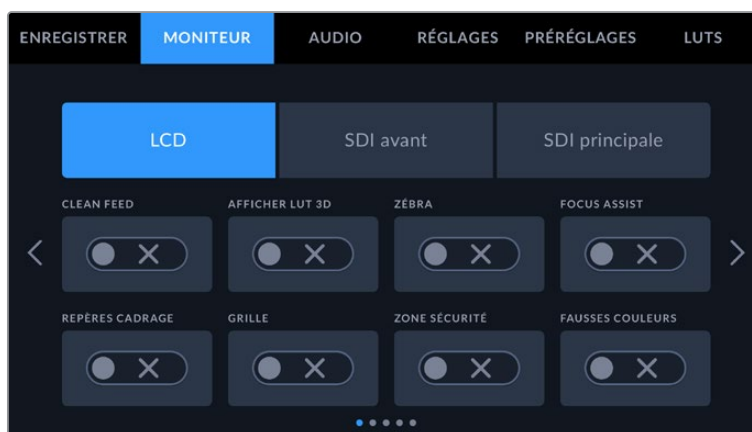 ENREGISTRER MONITEUR AUDIO RÉGLAGES PRÉRÉGLAGES LUTS
LCD SDI avant SDI principale
CLEAN FEED AFFICHER LUT 3D ZÉBRA FOCUS ASSIST
REPÈRES CADRAGE GRILLE ZONE SÉCURITÉ FAUSSES COULEURS